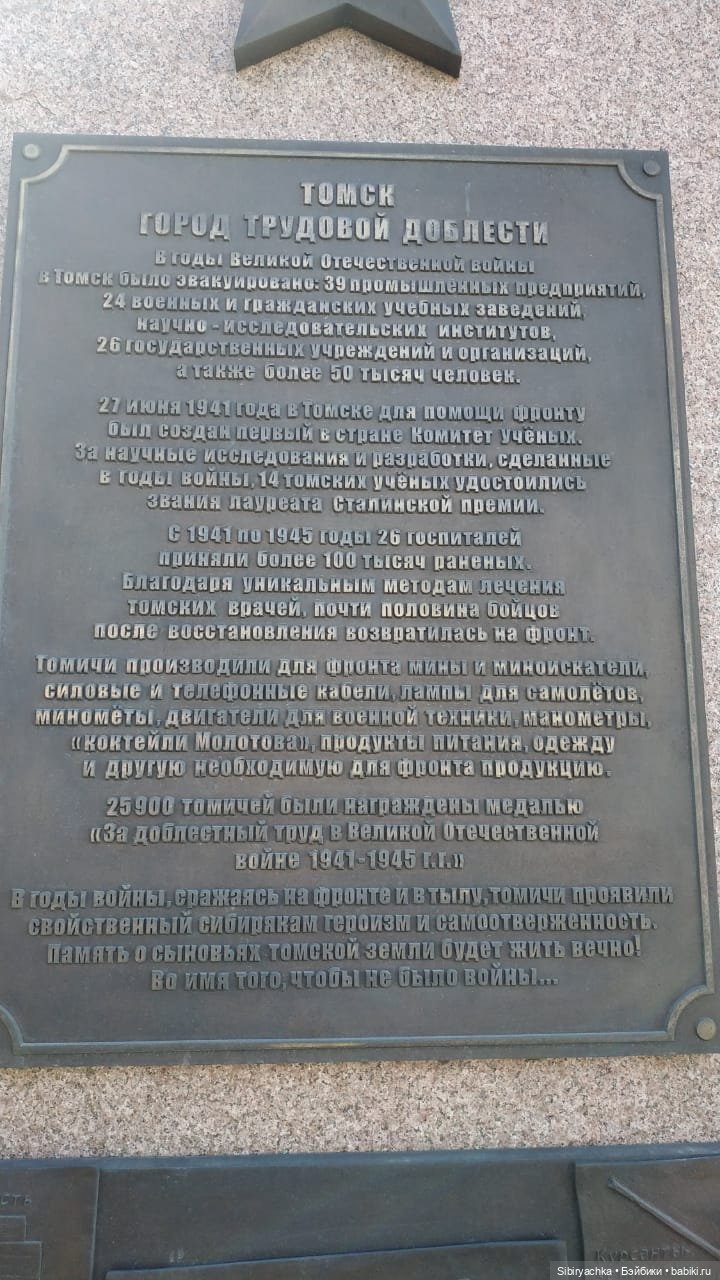 ТОМСК
ГОРОД ТРУДОВОЙ ДОБЛЕСТИ
В годы Великой Отечественной войны
в Томск было эвакуировано: 39 промышленных предприятий,
24 военных и гражданских учебных заведений,
научно - исследовательских институтов,
26 государственных учреждений и организаций,
а также более 50 тысяч человек.
27 июня 1941 года в Томске для помощи фронту
был создан первый в стране Комитет учёных.
За научные исследования и разработки, сделанные
в годы войны, 14 томских учёных удостоились
звания лауреата Сталинской премии.
С 1941 по 1945 годы 26 госпиталей
приняли более 100 тысяч раненых.
Благодаря уникальным методам лечения
томских врачей, почти половина бойцов
после восстановления возвратилась на фронт.
Томичи производили для фронта мины и миноискатели,
силовые и телефонные кабели, лампы для самолётов,
миномёты, двигатели для военной техники, манометры,
«коктейли Молотова», продукты питания, одежду
и другую необходимую для фронта продукцию.
25900 томичей были награждены медалью
«За доблестный труд в Великой Отечественной
войне 1941-1945 г.г.»
В годы войны, сражаясь на фронте и в тылу, томичи проявили
свойственный сибирякам героизм и самоотверженность.
Память о сыновьях томской земли будет жить вечно!
Во имя того, чтобы не было войны...
Курсанты
Sibiryachka • Бэйбики • babiki.ru